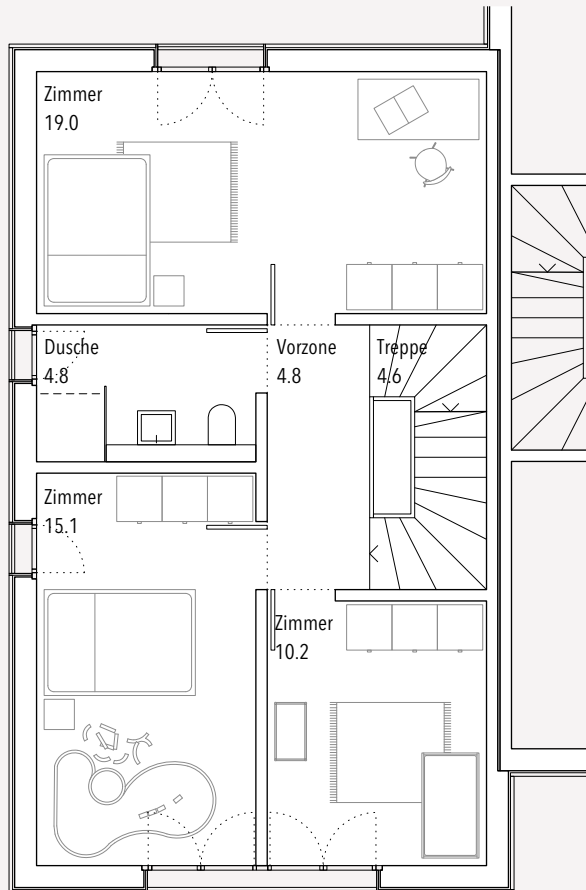 Zimmer
19.0
Dusche
4.8
Vorzone
4.8
Treppe
4.6
Zimmer
15.1
Zimmer
10.2